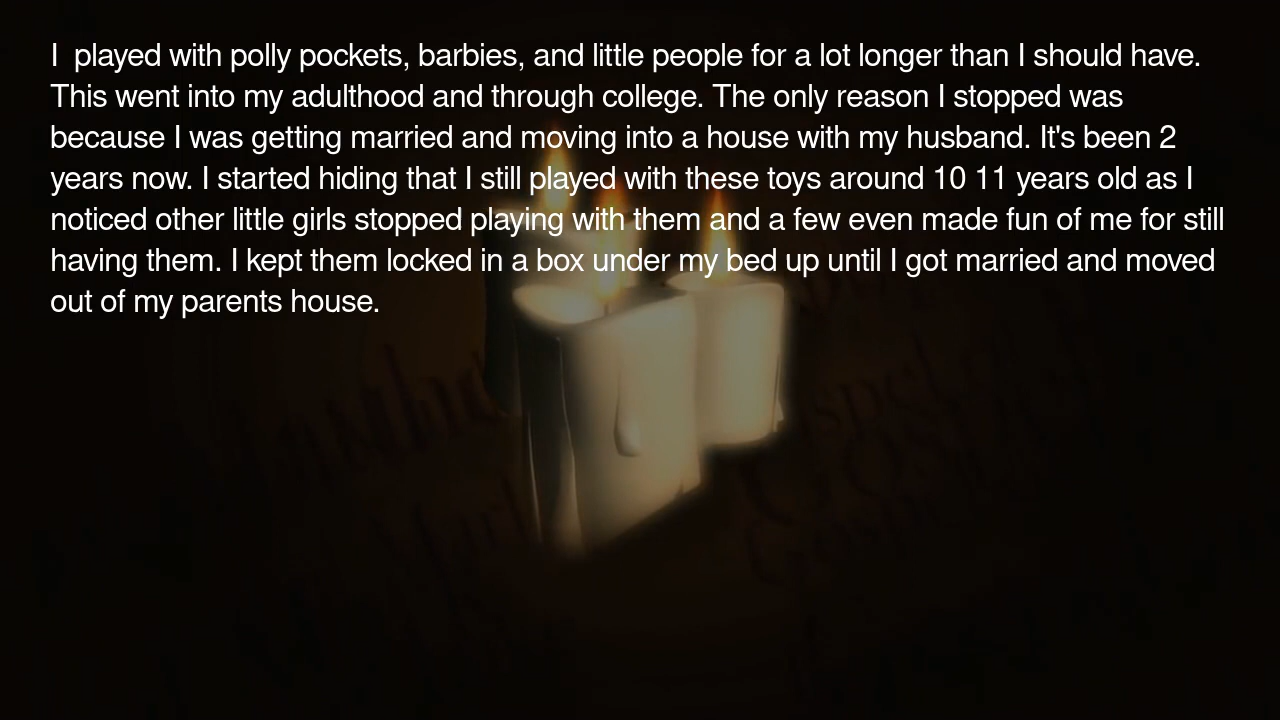 I  played with polly pockets, barbies, and little people for a lot longer than I should have.
This went into my adulthood and through college. The only reason I stopped was
because I was getting married and moving into a house with my husband. It's been 2
years now. I started hiding that I still played with these toys around 10 11 years old as I
noticed other little girls stopped playing with them and a few even made fun of me for still
having them. I kept them locked in a box under my bed up until I got married and moved
out of my parents house.